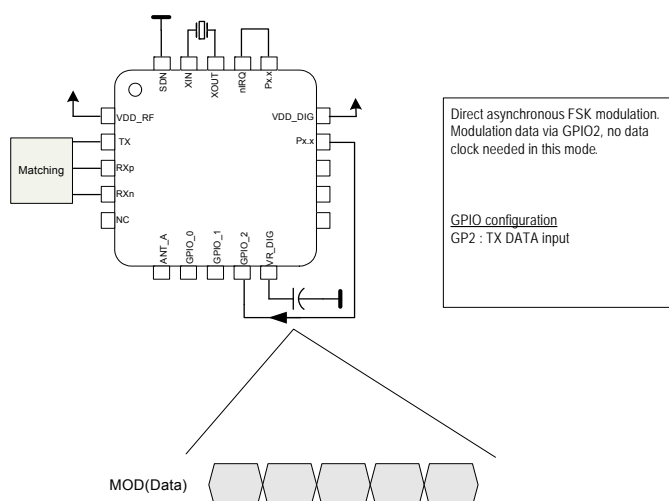 SDN
XIN
XOUT
nIRQ
Px.x
VDD_RF
VDD_DIG
TX
Px.x
Matching
RXp
RXn
NC
ANT_A
GPIO_0
GPIO_1
GPIO_2
VR_DIG
Direct asynchronous FSK modulation.
Modulation data via GPIO2, no data
clock needed in this mode.
GPIO configuration
GP2 : TX DATA input
MOD(Data)